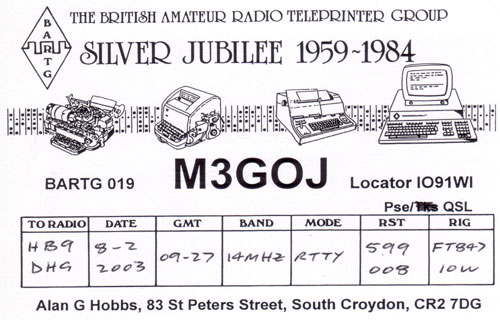 BARTG
THE BRITISH AMATEUR RADIO TELEPRINTER GROUP
SILVER JUBILEE 1959~1984
BARTG 019 M3GOJ Locator IO91WI
Pse/Tks QSL
TO RADIO DATE GMT BAND MODE RST RIG
HB9 8-2 09-27 14MHZ RTTY 599 FT847
DHG 2003 008 10W
Alan G Hobbs, 83 St Peters Street, South Croydon, CR2 7DG